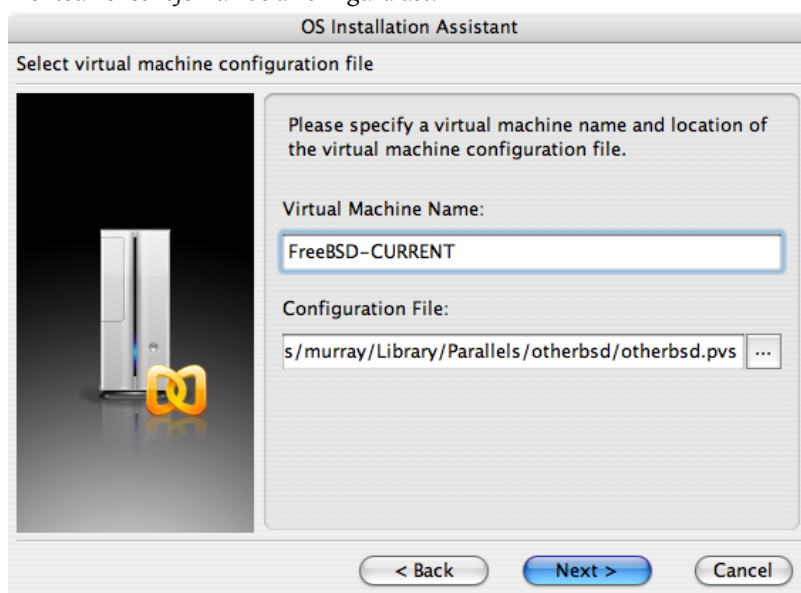 OS Installation Assistant
Select virtual machine configuration file
Please specify a virtual machine name and location of
the virtual machine configuration file.
Virtual Machine Name:
FreeBSD-CURRENT
Configuration File:
s/murray/Library/Parallels/otherbsd/otherbsd.pvs ...
< Back Next > Cancel